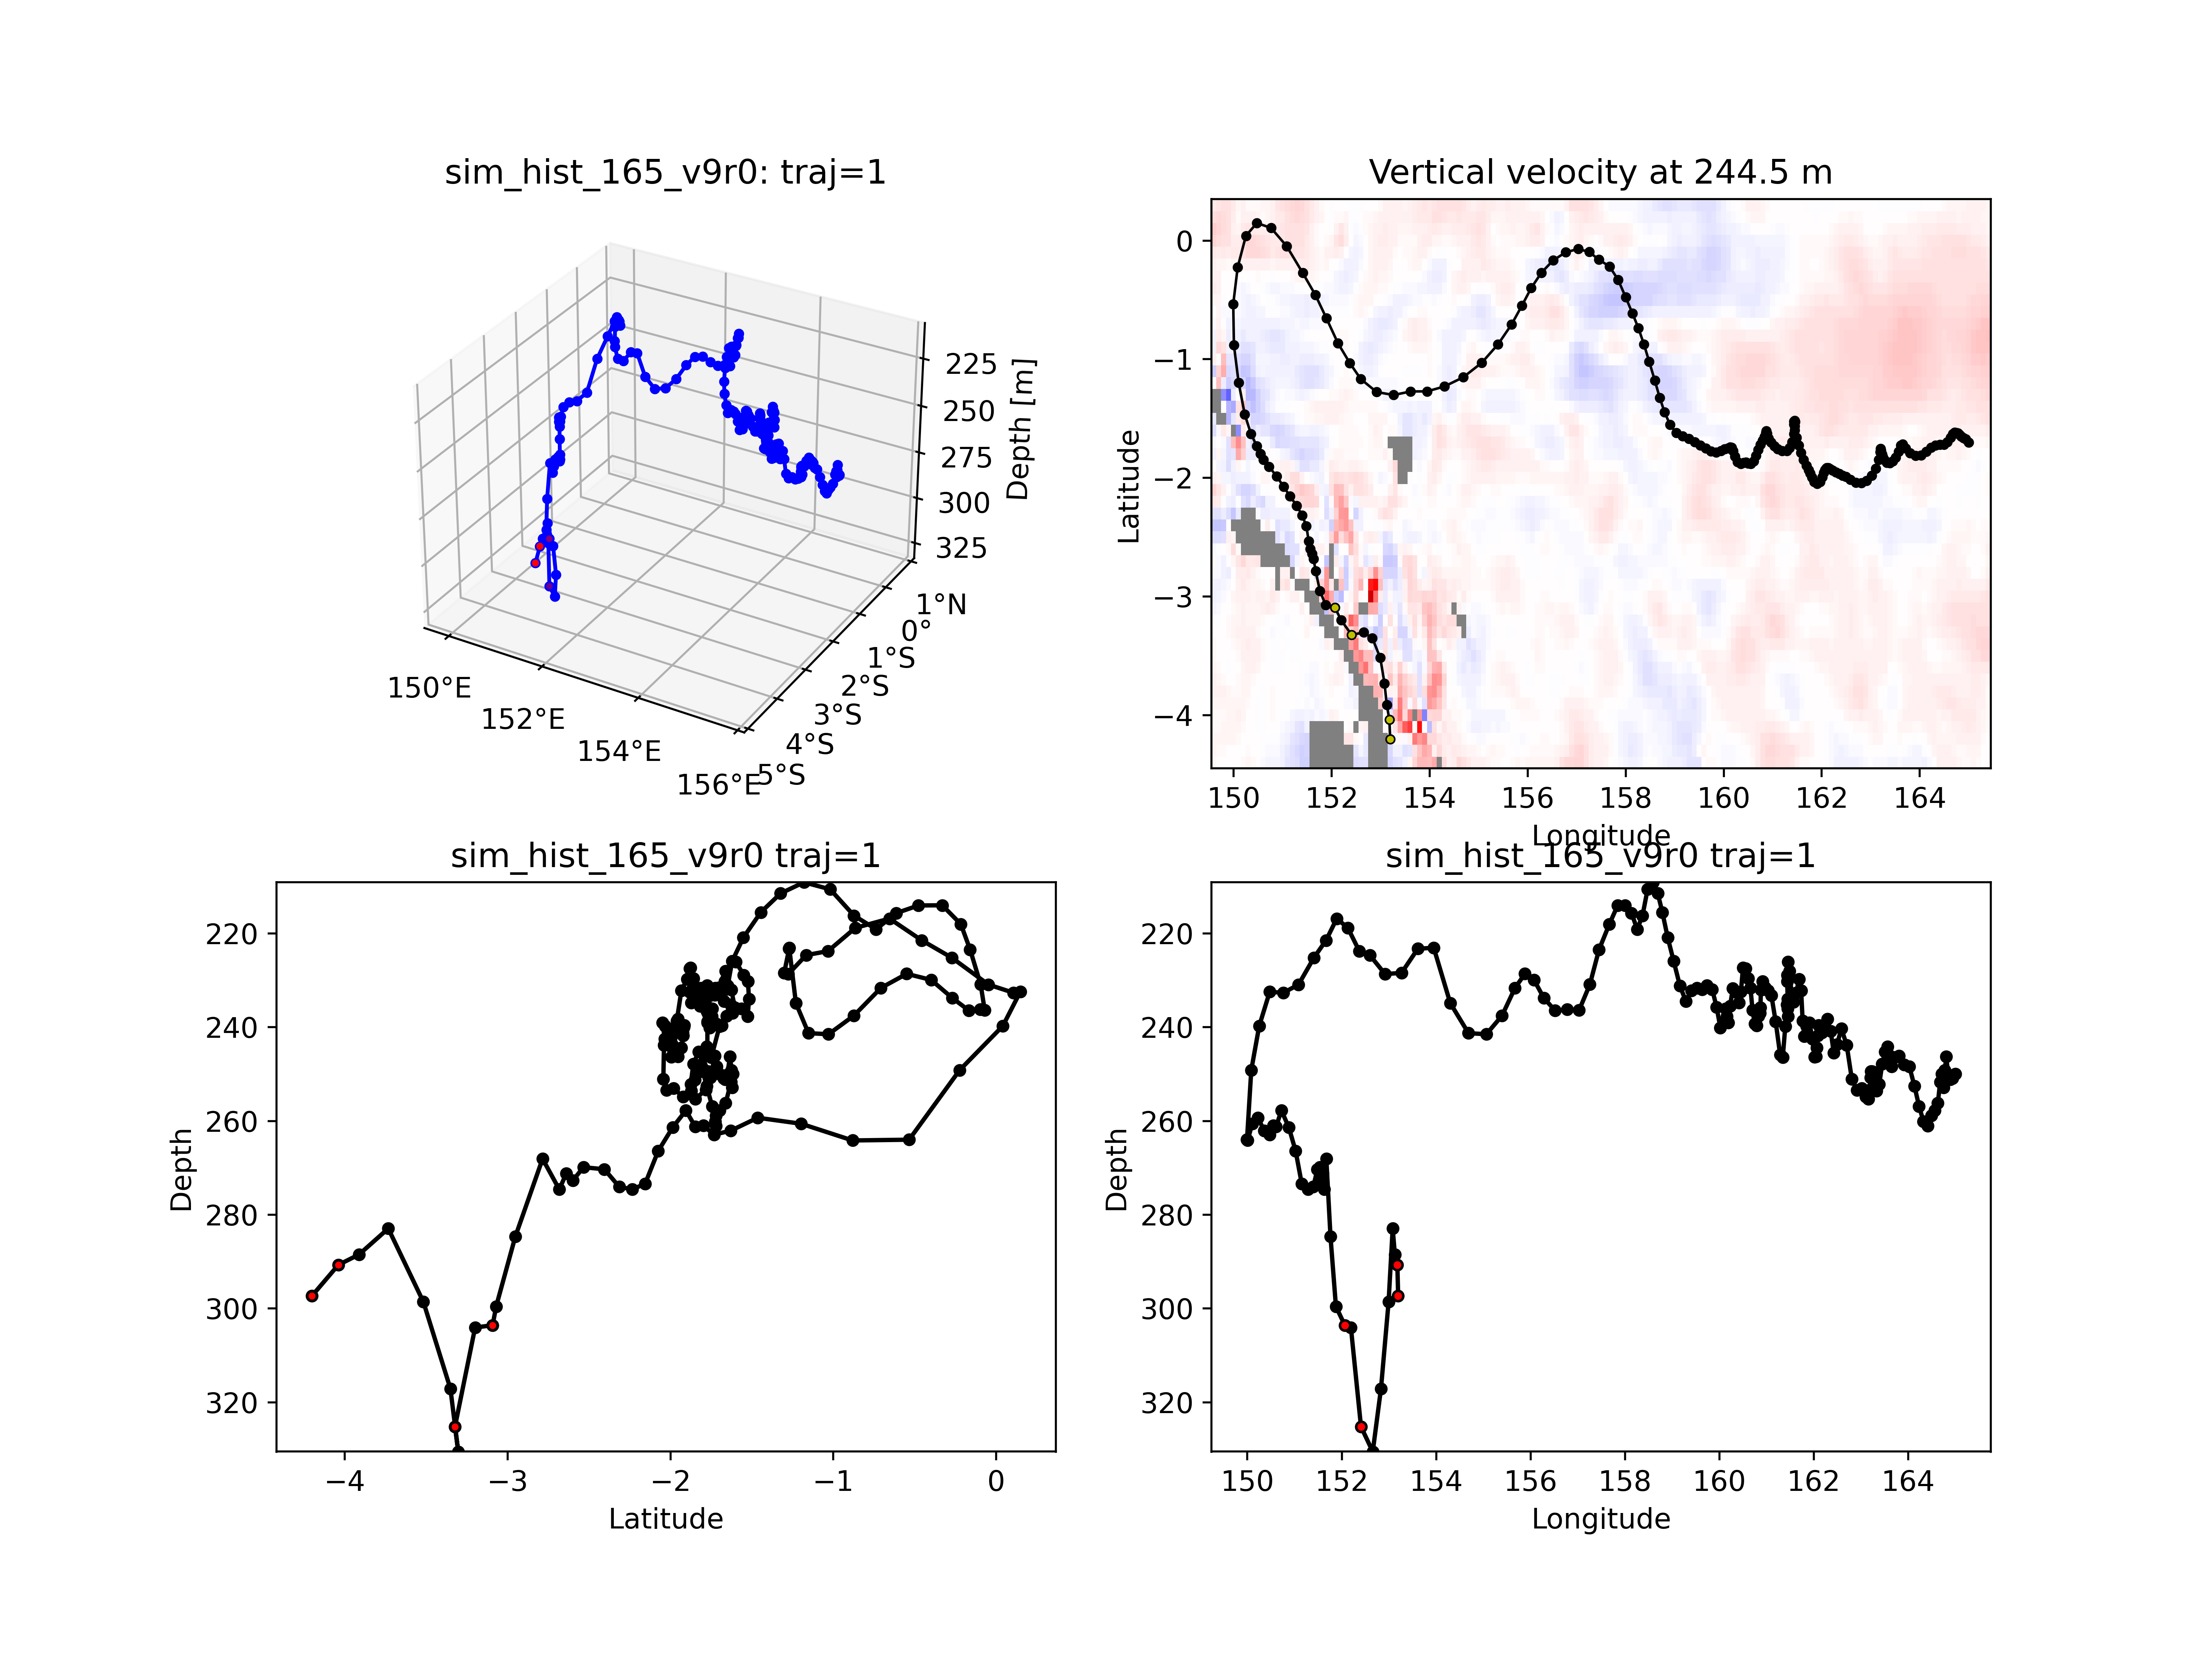 sim_hist_165_v9r0: traj=1
225
250
275
300
325
Depth [m]
1°N
0°
1°S
2°S
3°S
4°S
5°S
150°E
152°E
154°E
156°E
Vertical velocity at 244.5 m
0
−1
−2
−3
−4
Latitude
150 152 154 156 158 160 162 164
Longitude
sim_hist_165_v9r0 traj=1
220
240
260
280
300
320
Depth
−4 −3 −2 −1 0
Latitude
sim_hist_165_v9r0 traj=1
220
240
260
280
300
320
Depth
150 152 154 156 158 160 162 164
Longitude